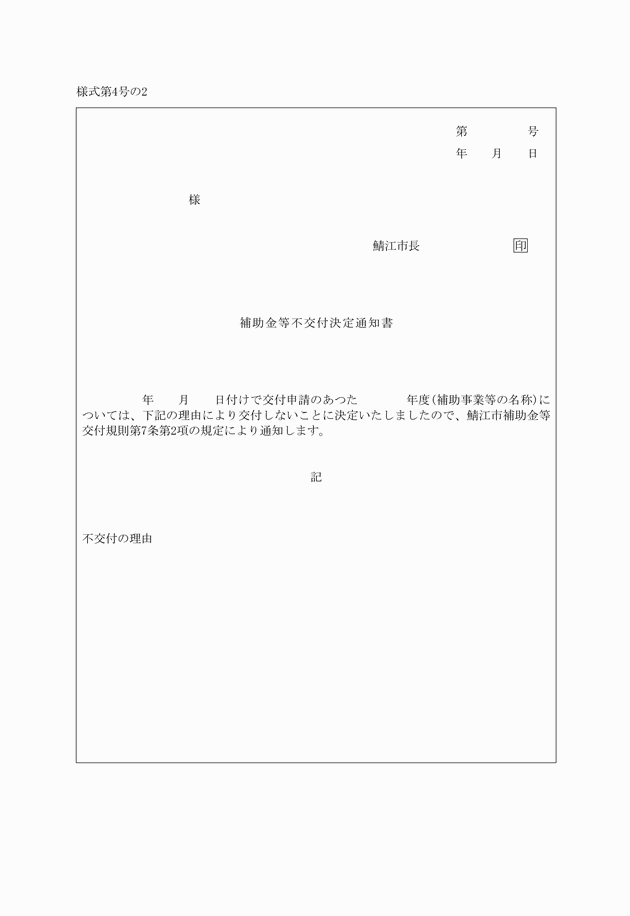 様式第4号の2
第　　　　　号
年　　月　　日
様
鯖江市長　　　　　　　　印
補助金等不交付決定通知書
年　　月　　日付けで交付申請のあつた　　　　年度(補助事業等の名称)に
ついては、下記の理由により交付しないことに決定いたしましたので、鯖江市補助金等
交付規則第7条第2項の規定により通知します。
記
不交付の理由